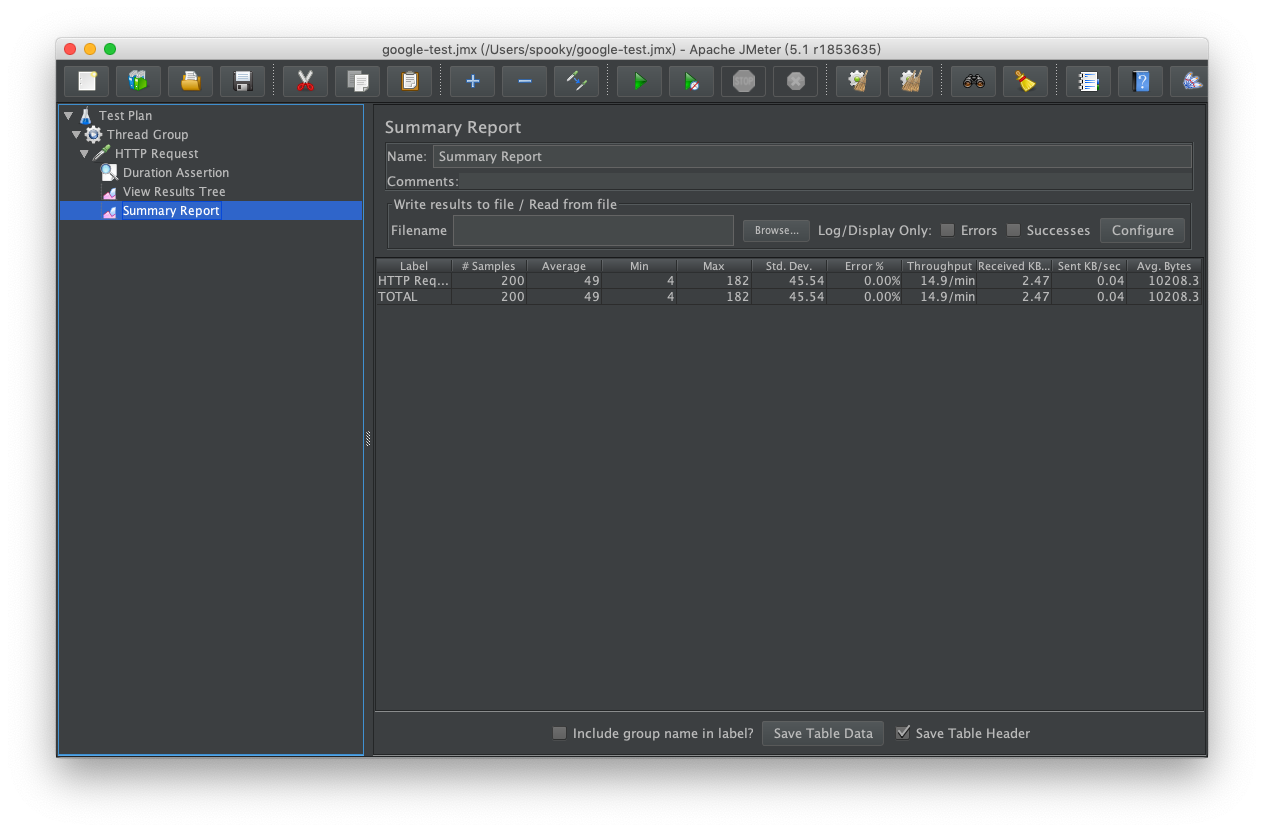 google-test.jmx (/Users/spooky/google-test.jmx) - Apache JMeter (5.1 r1853635)
STOP
?
Test Plan
Thread Group
HTTP Request
Duration Assertion
View Results Tree
Summary Report
Summary Report
Name: Summary Report
Comments:
Write results to file / Read from file
Filename Browse... Log/Display Only: Errors Successes Configure
Label # Samples Average Min Max Std. Dev. Error % Throughput Received KB... Sent KB/sec Avg. Bytes
HTTP Req... 200 49 4 182 45.54 0.00% 14.9/min 2.47 0.04 10208.3
TOTAL 200 49 4 182 45.54 0.00% 14.9/min 2.47 0.04 10208.3
Include group name in label? Save Table Data Save Table Header